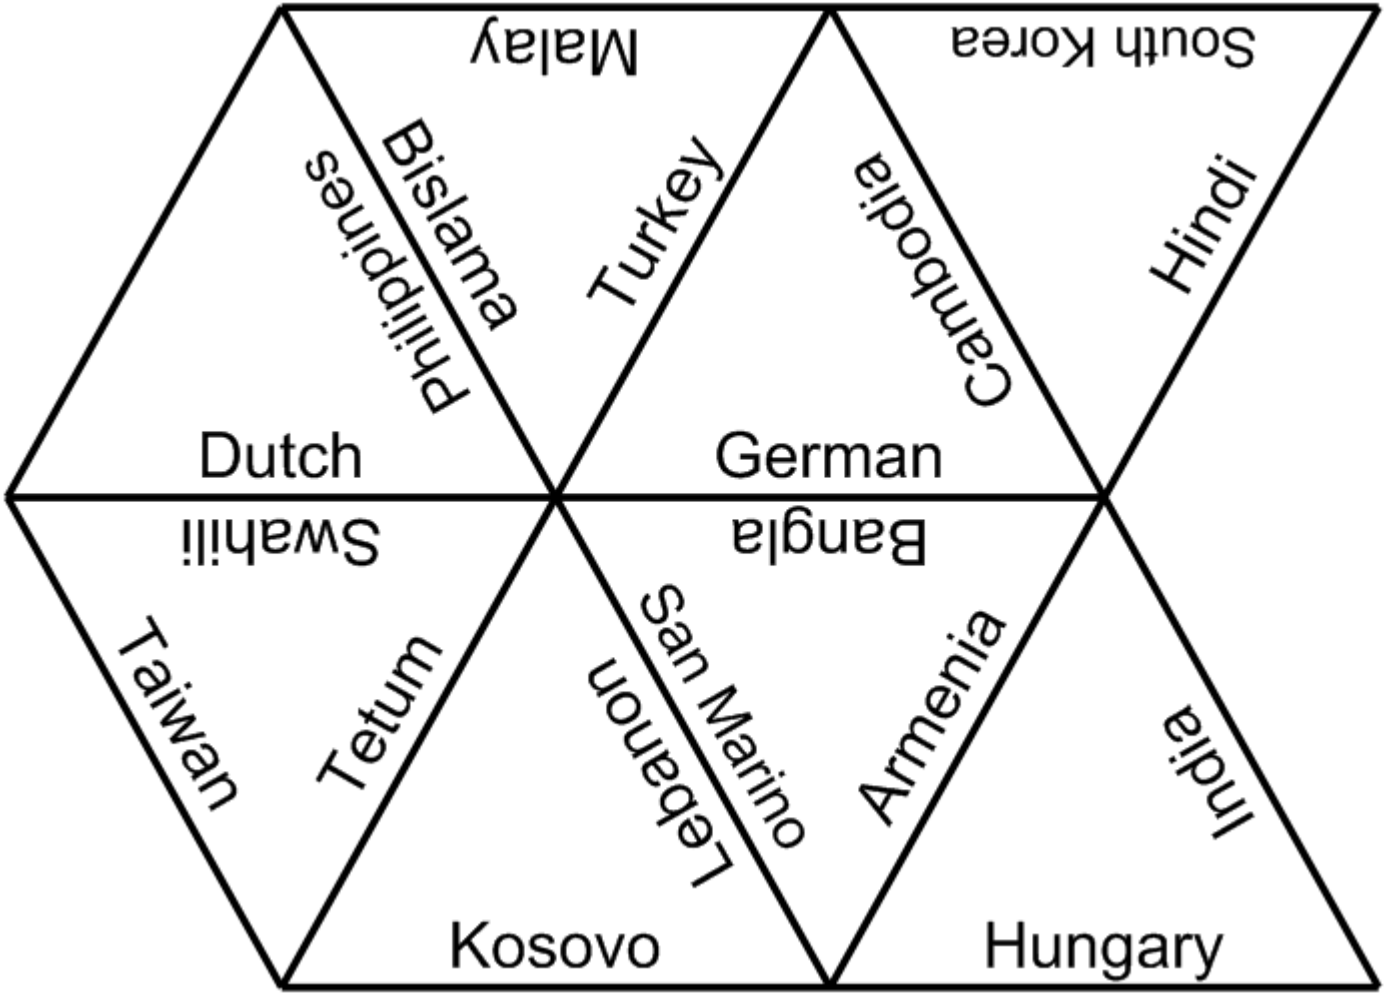 Malay
South Korea
Bislama
Philippines
Turkey
Cambodia
Hindi
Dutch
German
Swahili
Bangla
Taiwan
Tetum
San Marino
Lebanon
Armenia
India
Kosovo
Hungary